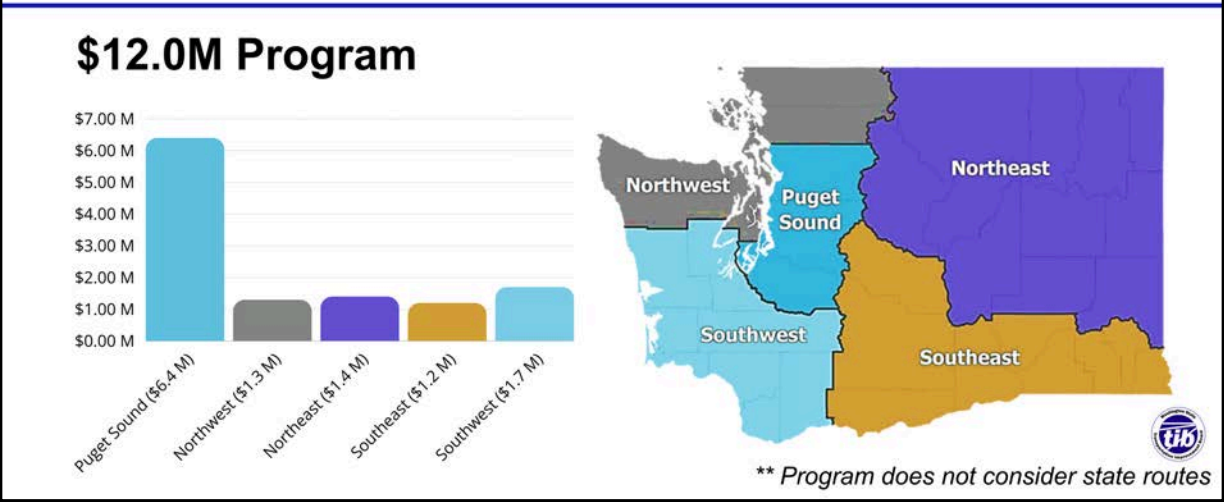 $12.0M Program
$7.00 M
$6.00 M
$5.00 M
$4.00 M
$3.00 M
$2.00 M
$1.00 M
$0.00 M
Puget Sound ($6.4 M)
Northwest ($1.3 M)
Northeast ($1.4 M)
Southeast ($1.2 M)
Southwest ($1.7 M)
Northwest
Puget
Sound
Northeast
Southwest
Southeast
tib
** Program does not consider state routes